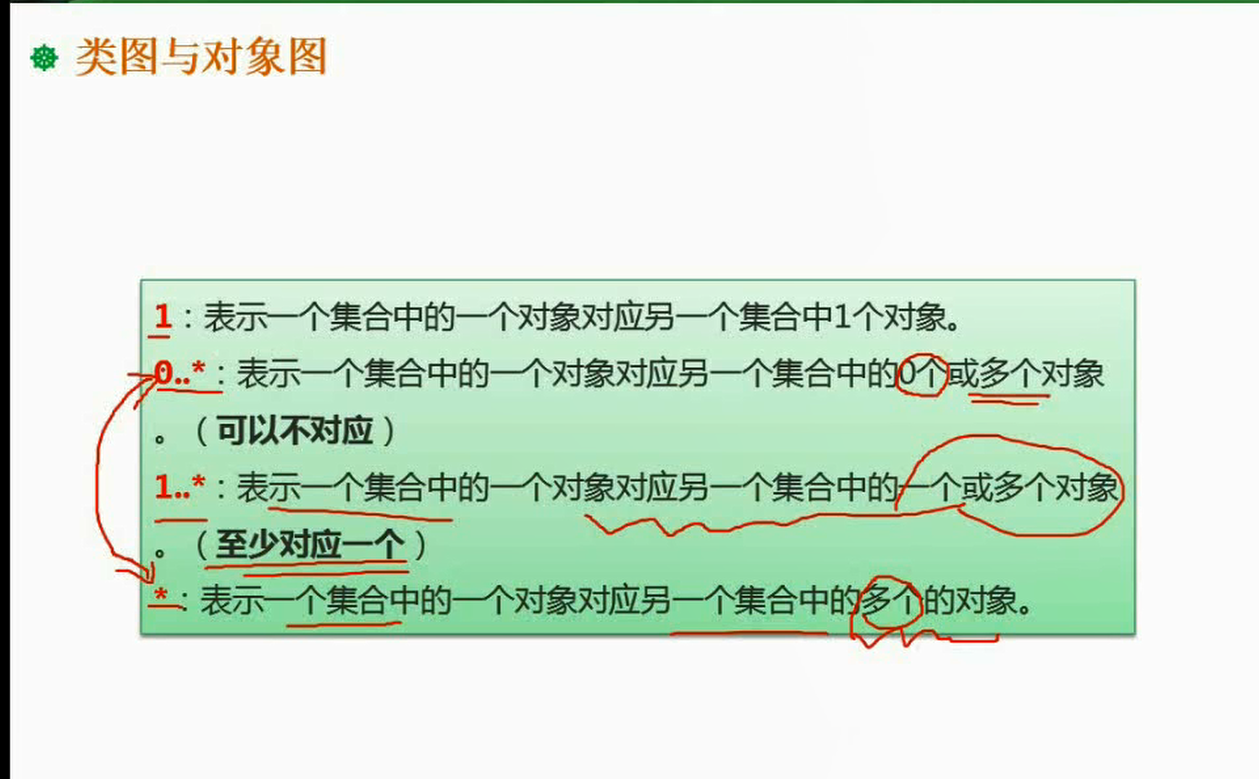 类图与对象图
1：表示一个集合中的一个对象对应另一个集合中1个对象。
0..*：表示一个集合中的一个对象对应另一个集合中的0个或多个对象
。（可以不对应）
1..*：表示一个集合中的一个对象对应另一个集合中的一个或多个对象
。（至少对应一个）
*：表示一个集合中的一个对象对应另一个集合中的多个的对象。